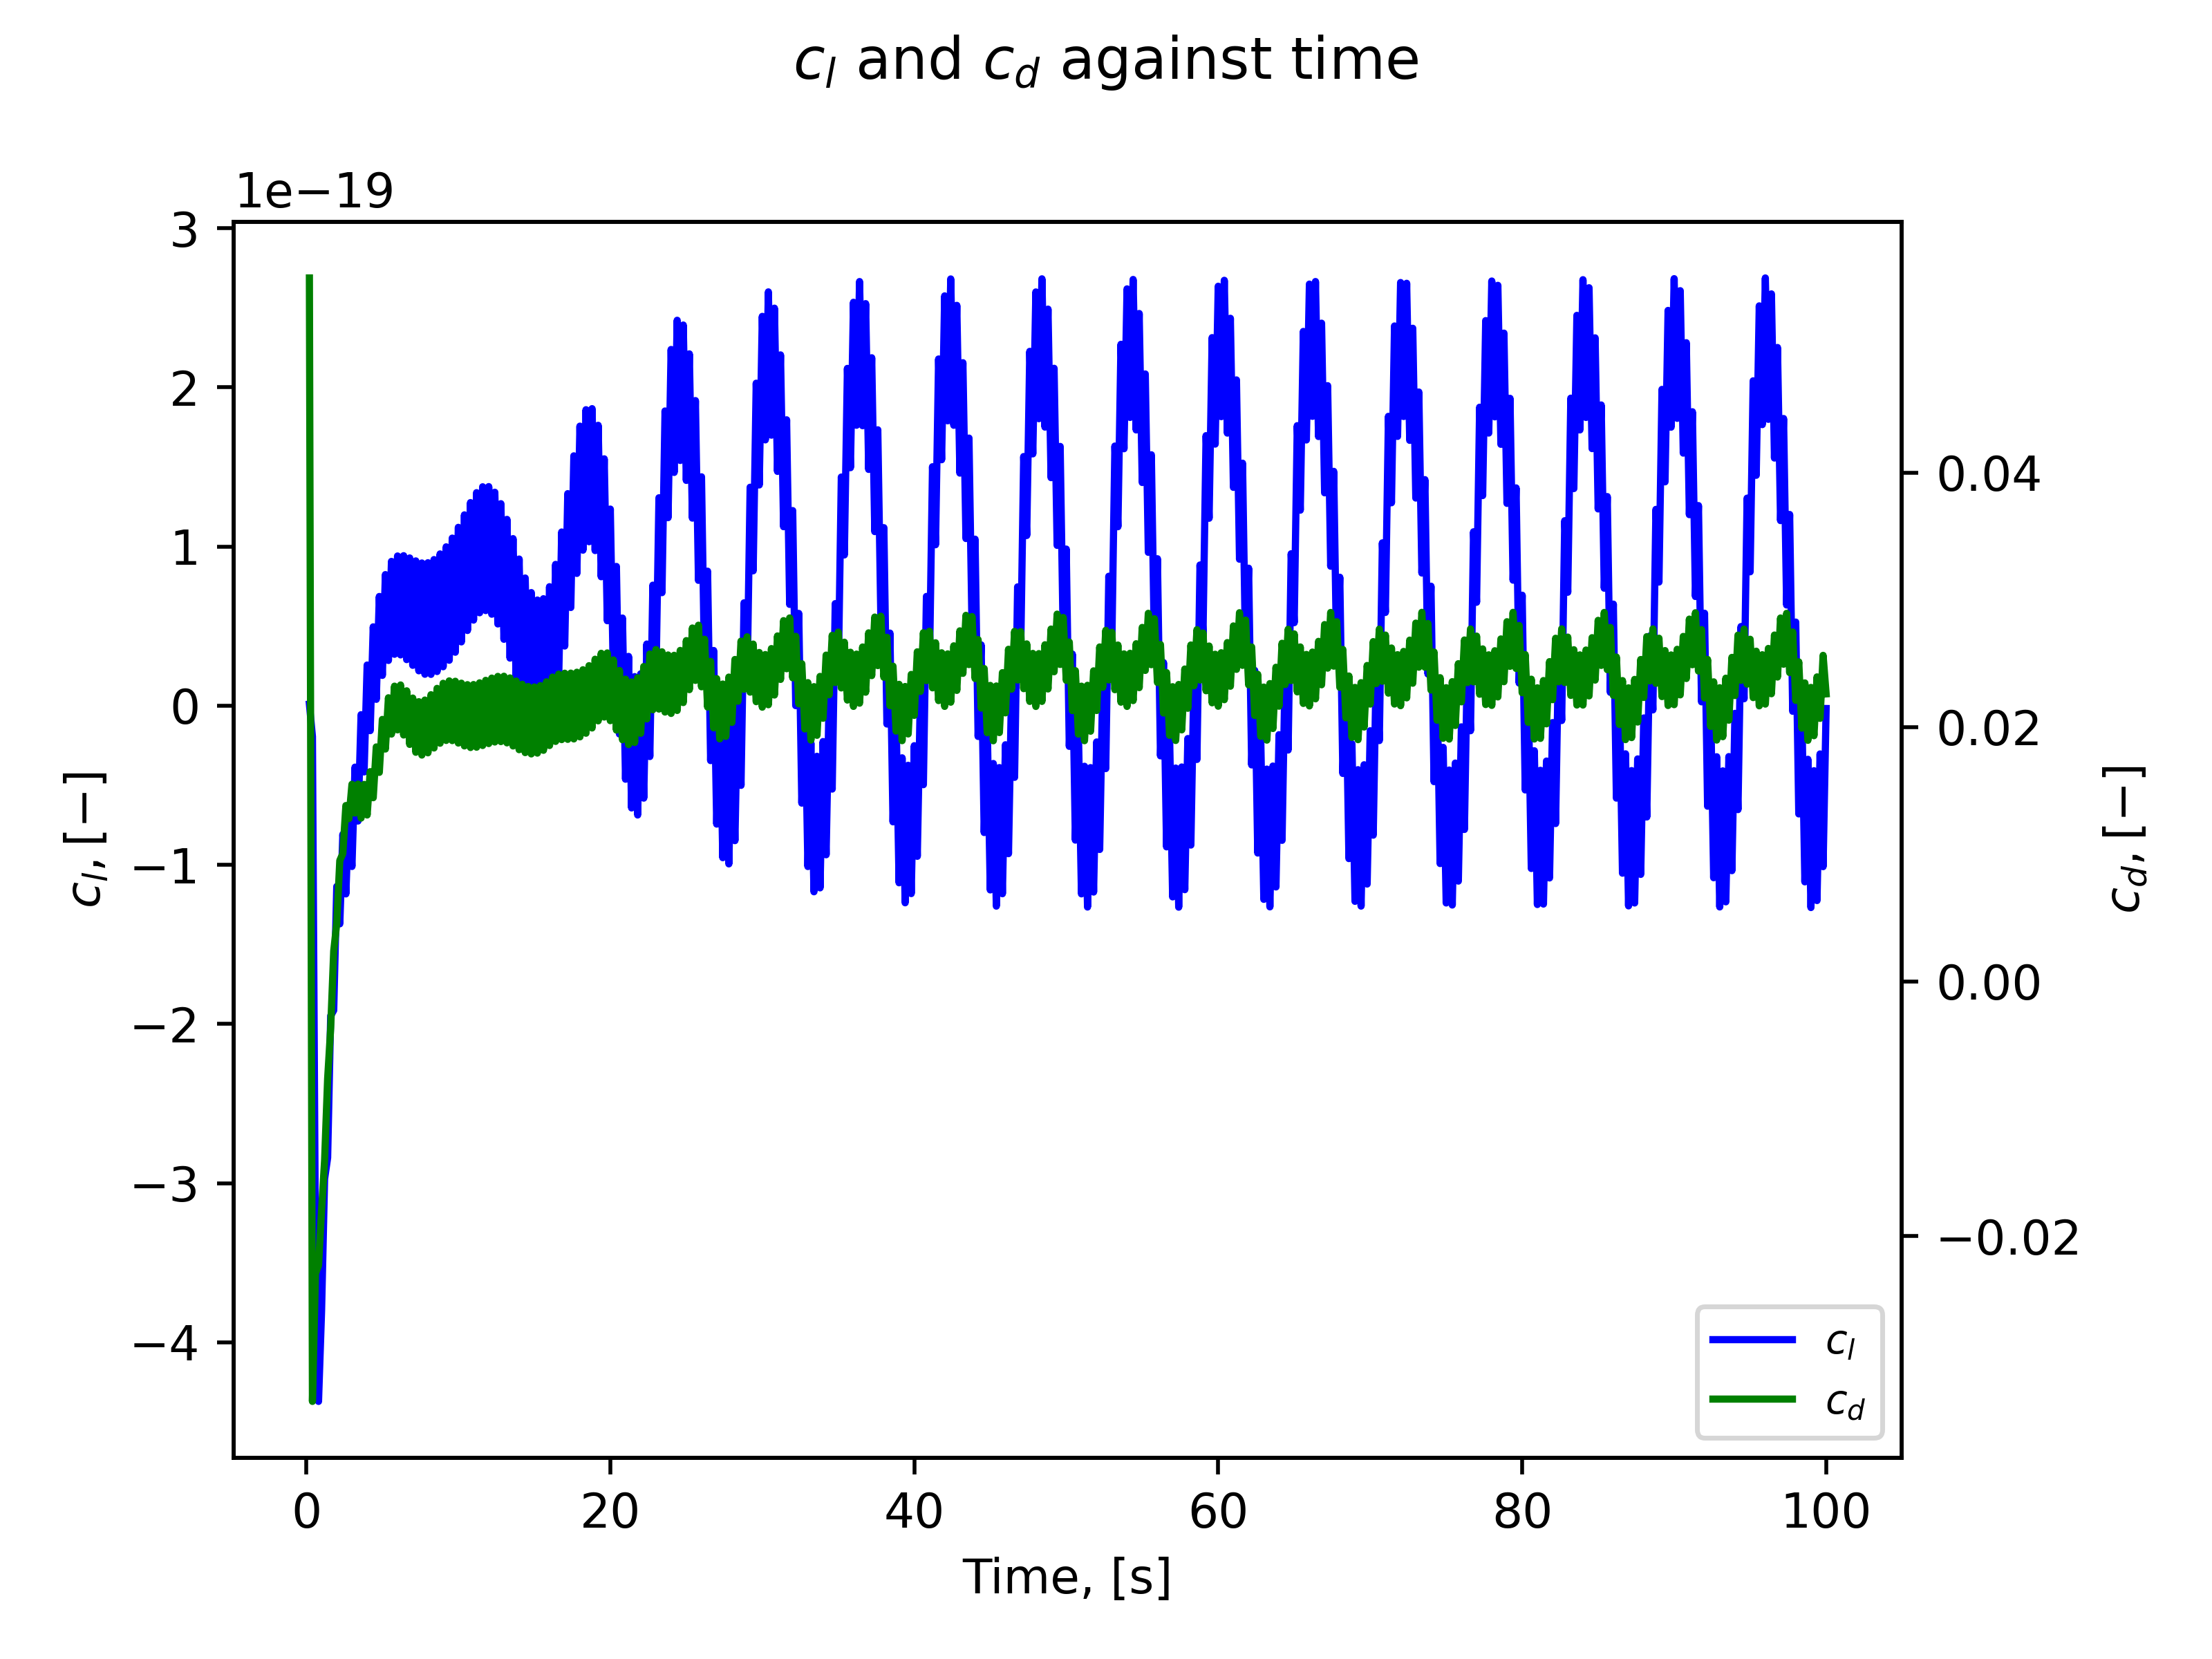 c_l and c_d against time
1e−19
3
2
1
0
−1
−2
−3
−4
c_l, [−]
0.04
0.02
0.00
−0.02
c_d, [−]
c_l
c_d
0 20 40 60 80 100
Time, [s]